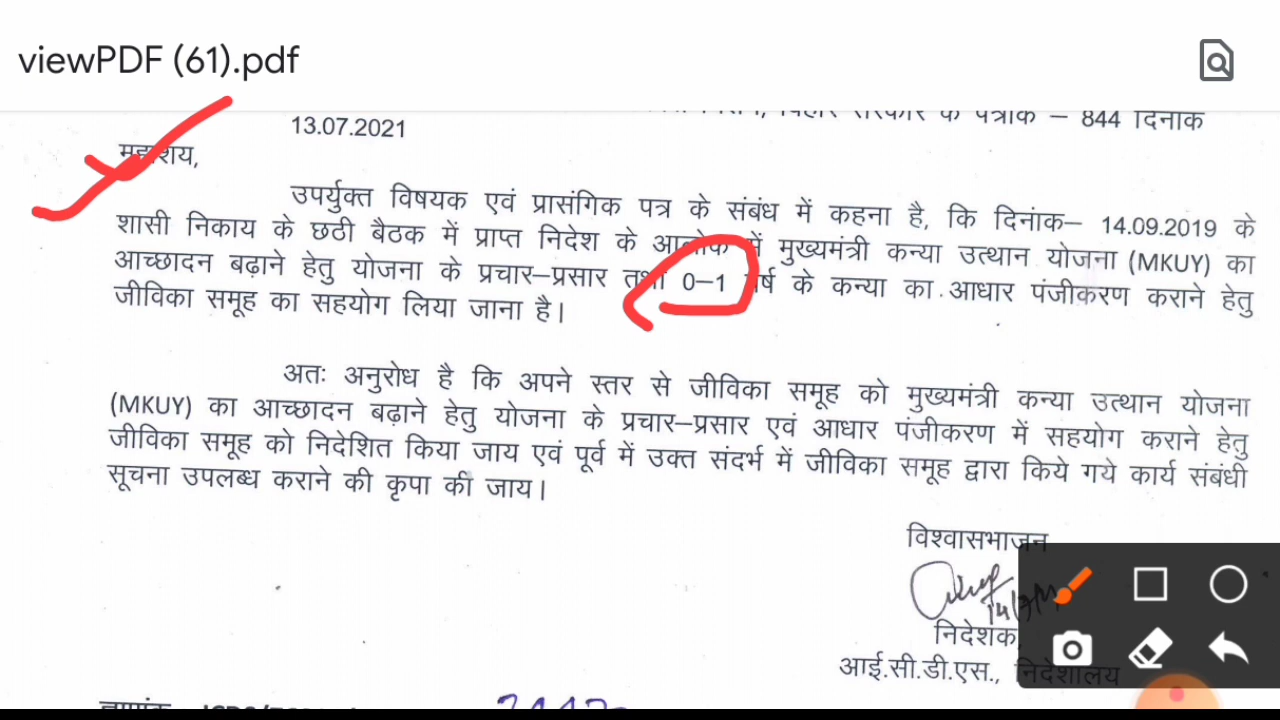 viewPDF (61).pdf
बिहार सरकार के पत्रांक – 844 दिनांक
13.07.2021
महाशय,
उपर्युक्त विषयक एवं प्रासंगिक पत्र के संबंध में कहना है, कि दिनांक– 14.09.2019 के
शासी निकाय के छठी बैठक में प्राप्त निदेश के आलोक में मुख्यमंत्री कन्या उत्थान योजना (MKUY) का
आच्छादन बढ़ाने हेतु योजना के प्रचार–प्रसार तथा 0–1 वर्ष के कन्या का आधार पंजीकरण कराने हेतु
जीविका समूह का सहयोग लिया जाना है।
अतः अनुरोध है कि अपने स्तर से जीविका समूह को मुख्यमंत्री कन्या उत्थान योजना
(MKUY) का आच्छादन बढ़ाने हेतु योजना के प्रचार–प्रसार एवं आधार पंजीकरण में सहयोग कराने हेतु
जीविका समूह को निदेशित किया जाय एवं पूर्व में उक्त संदर्भ में जीविका समूह द्वारा किये गये कार्य संबंधी
सूचना उपलब्ध कराने की कृपा की जाय।
विश्वासभाजन
निदेशक
आई.सी.डी.एस., निदेशालय